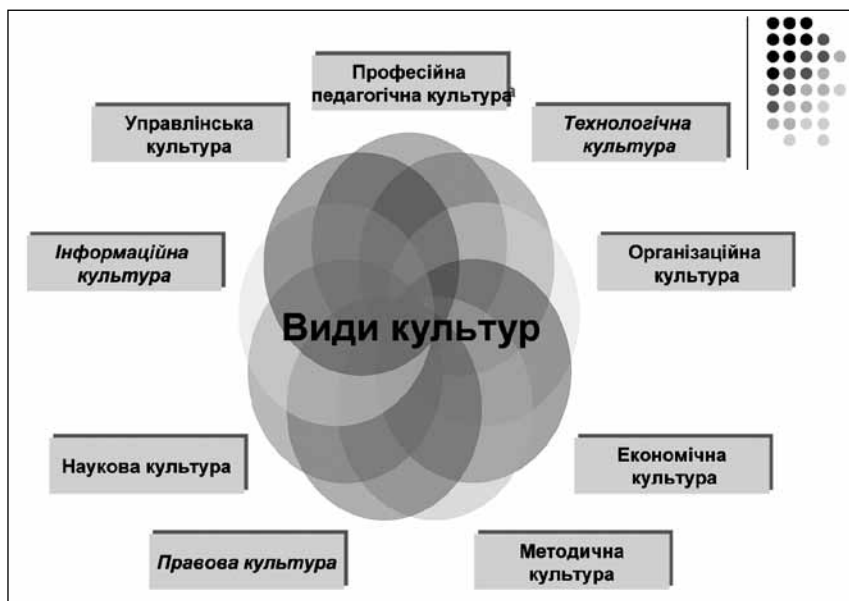 Професійна
педагогічна культура
Управлінська
культура
Технологічна
культура
Інформаційна
культура
Організаційна
культура
Види культур
Наукова культура
Економічна
культура
Правова культура
Методична
культура